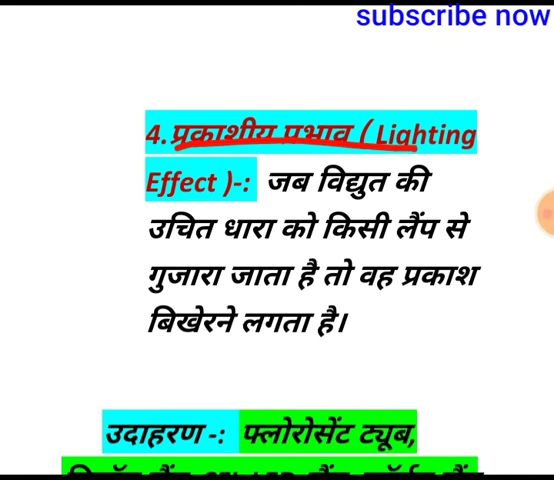 subscribe now
4.प्रकाशीय प्रभाव ( Lighting
Effect )-: जब विद्युत की
उचित धारा को किसी लैंप से
गुजारा जाता है तो वह प्रकाश
बिखेरने लगता है।
उदाहरण -: फ्लोरोसेंट ट्यूब,